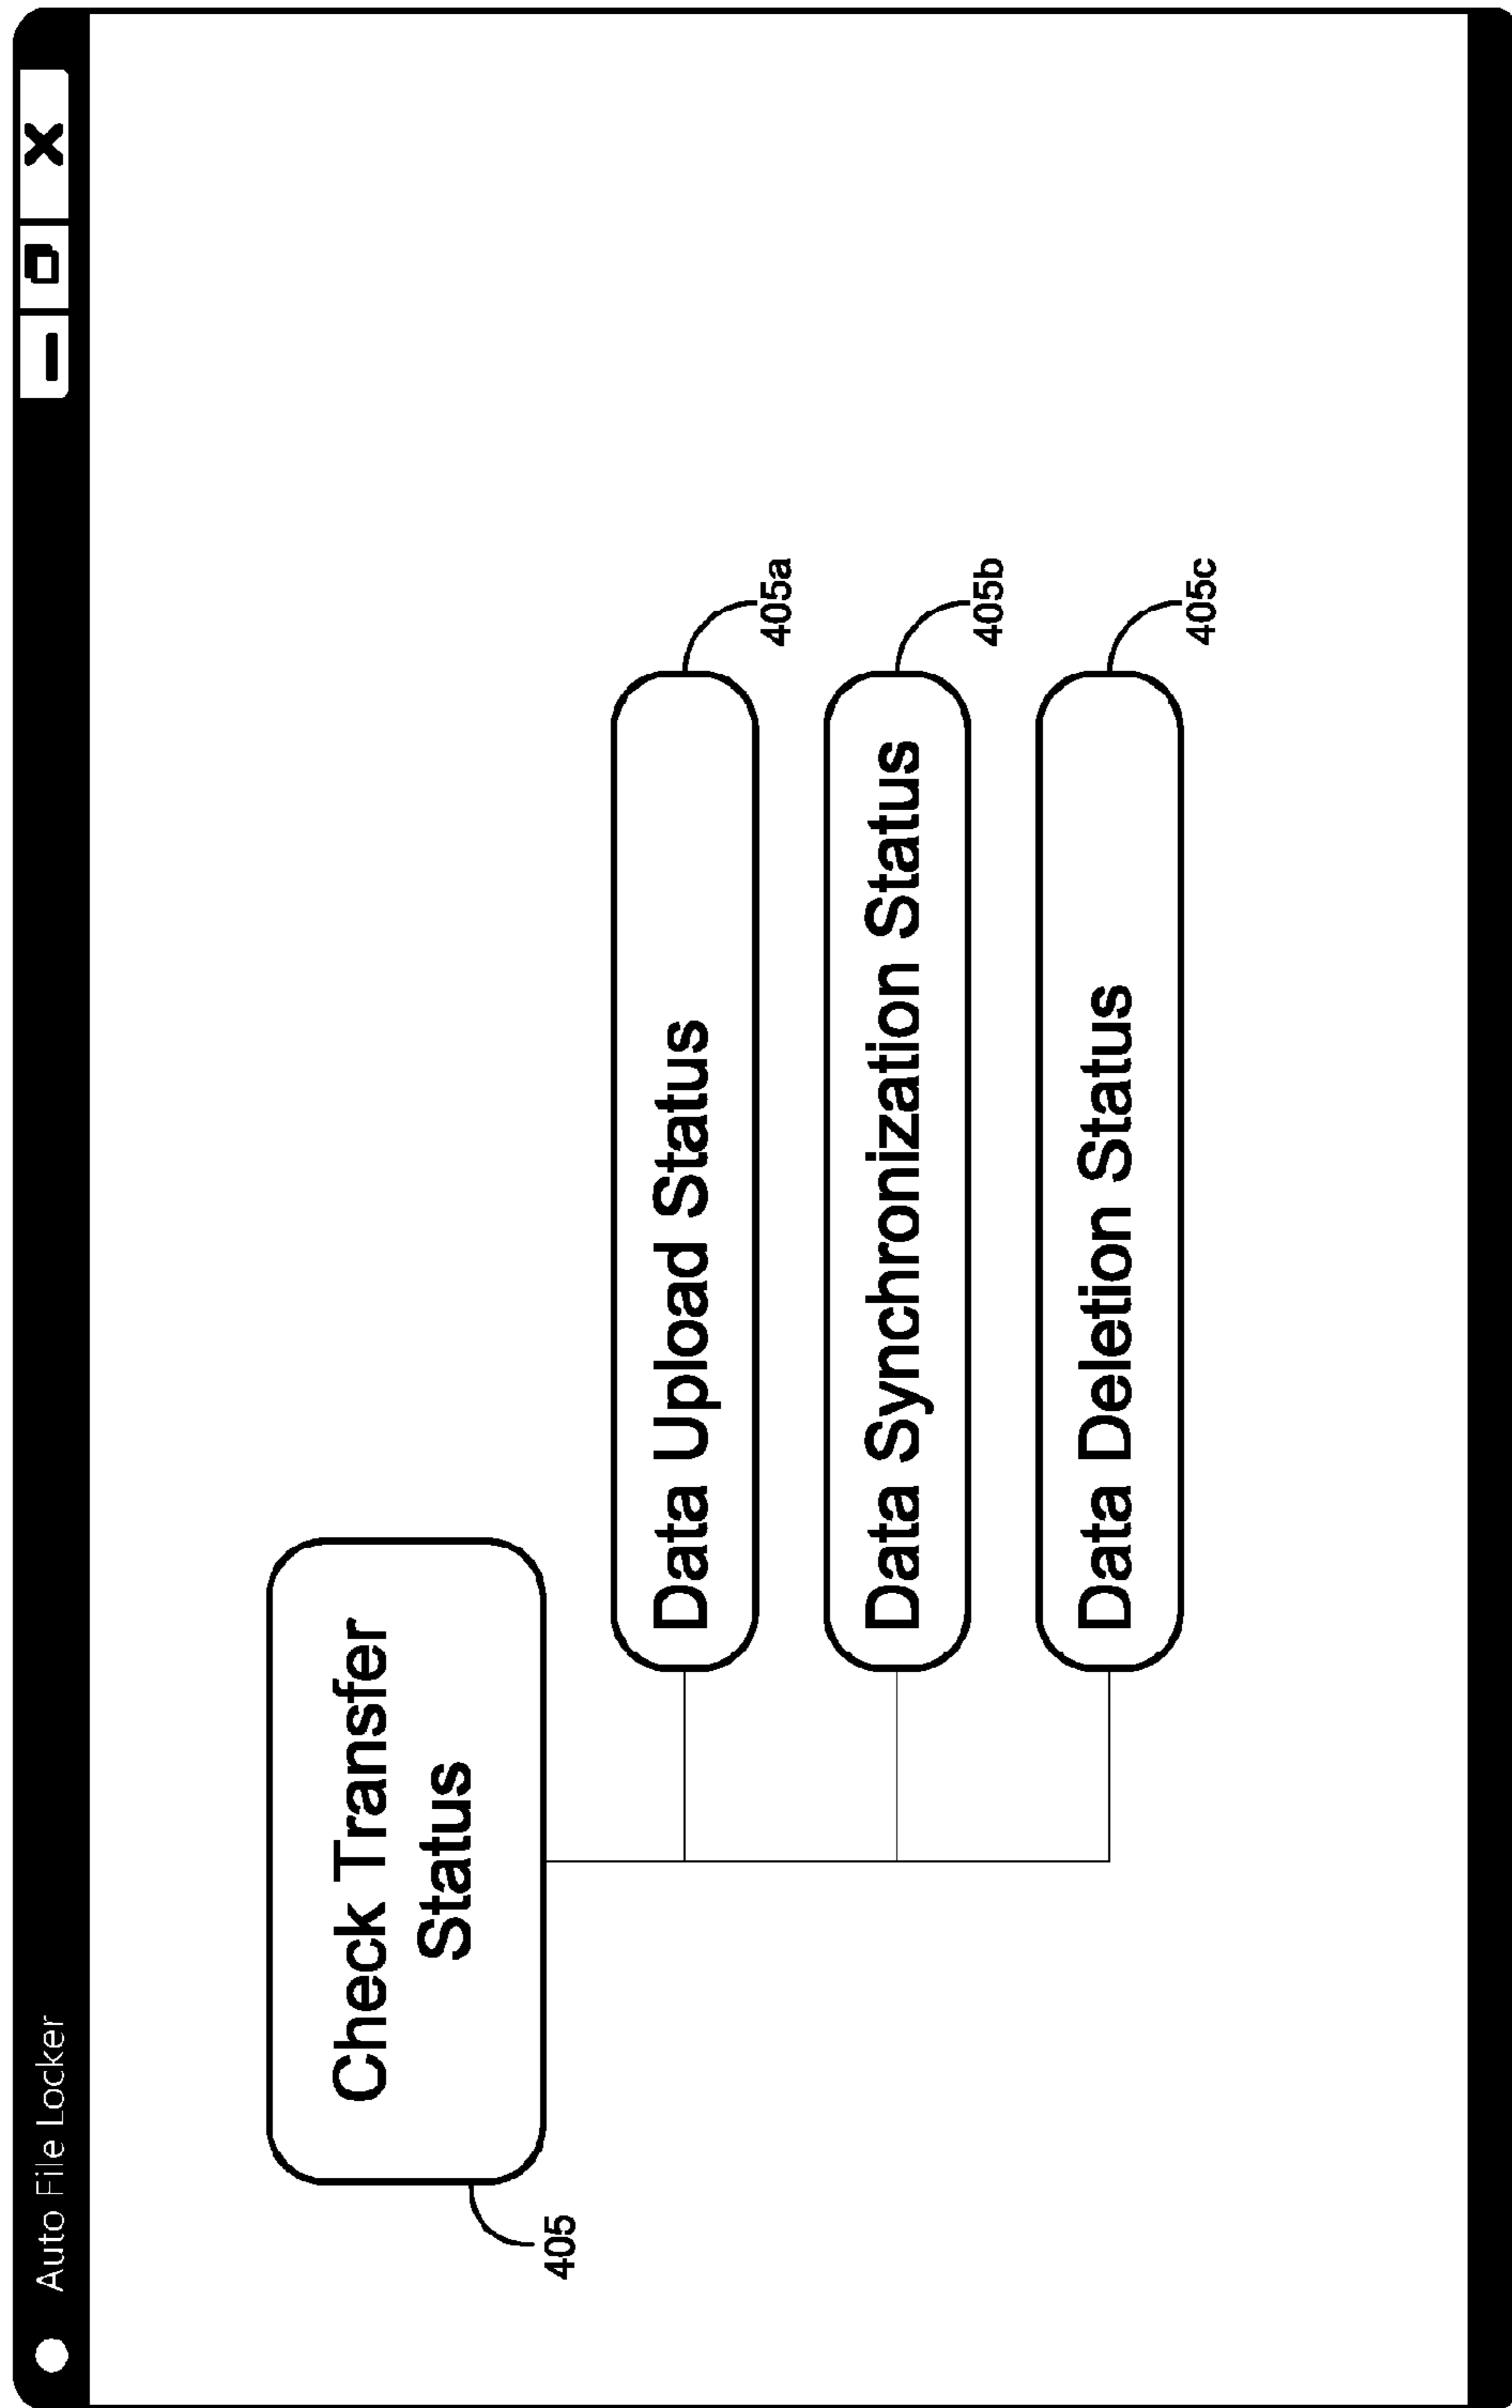 Auto File Locker
Check Transfer
Status
405
Data Upload Status
405a
Data Synchronization Status
405b
Data Deletion Status
405c